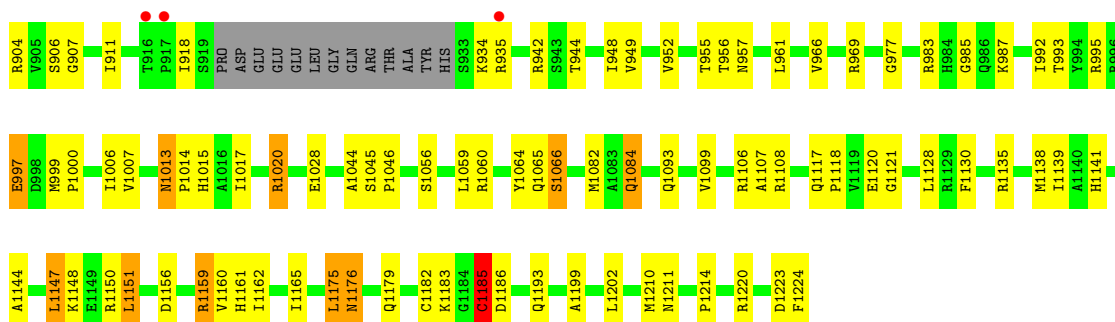 R904 V905 S906 G907 I911 T916 P917 I918 S919 PRO ASP GLU GLU GLU LEU GLY GLN ARG THR ALA TYR HIS S933 K934 R935 R942 S943 T944 I948 V949 V952 T955 T956 N957 L961 V966 R969 G977 R983 H984 G985 Q986 K987 I992 T993 Y994 R995 R996
E997 D998 M999 P1000 I1006 V1007 N1013 P1014 H1015 A1016 I1017 R1020 E1028 A1044 S1045 P1046 S1056 L1059 R1060 Y1064 Q1065 S1066 M1082 A1083 Q1084 Q1093 V1099 R1106 A1107 R1108 Q1117 P1118 V1119 E1120 G1121 L1128 R1129 F1130 R1135 M1138 I1139 A1140 H1141
A1144 L1147 K1148 E1149 R1150 L1151 D1156 R1159 V1160 H1161 I1162 I1165 L1175 N1176 Q1179 C1182 K1183 G1184 C1185 D1186 Q1193 A1199 L1202 M1210 N1211 P1214 R1220 D1223 F1224